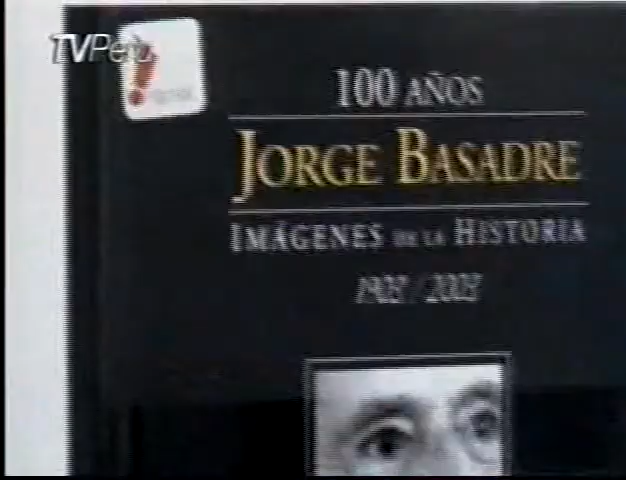 TVPerú
100 AÑOS
JORGE BASADRE
IMÁGENES DE LA HISTORIA
1903 / 2003